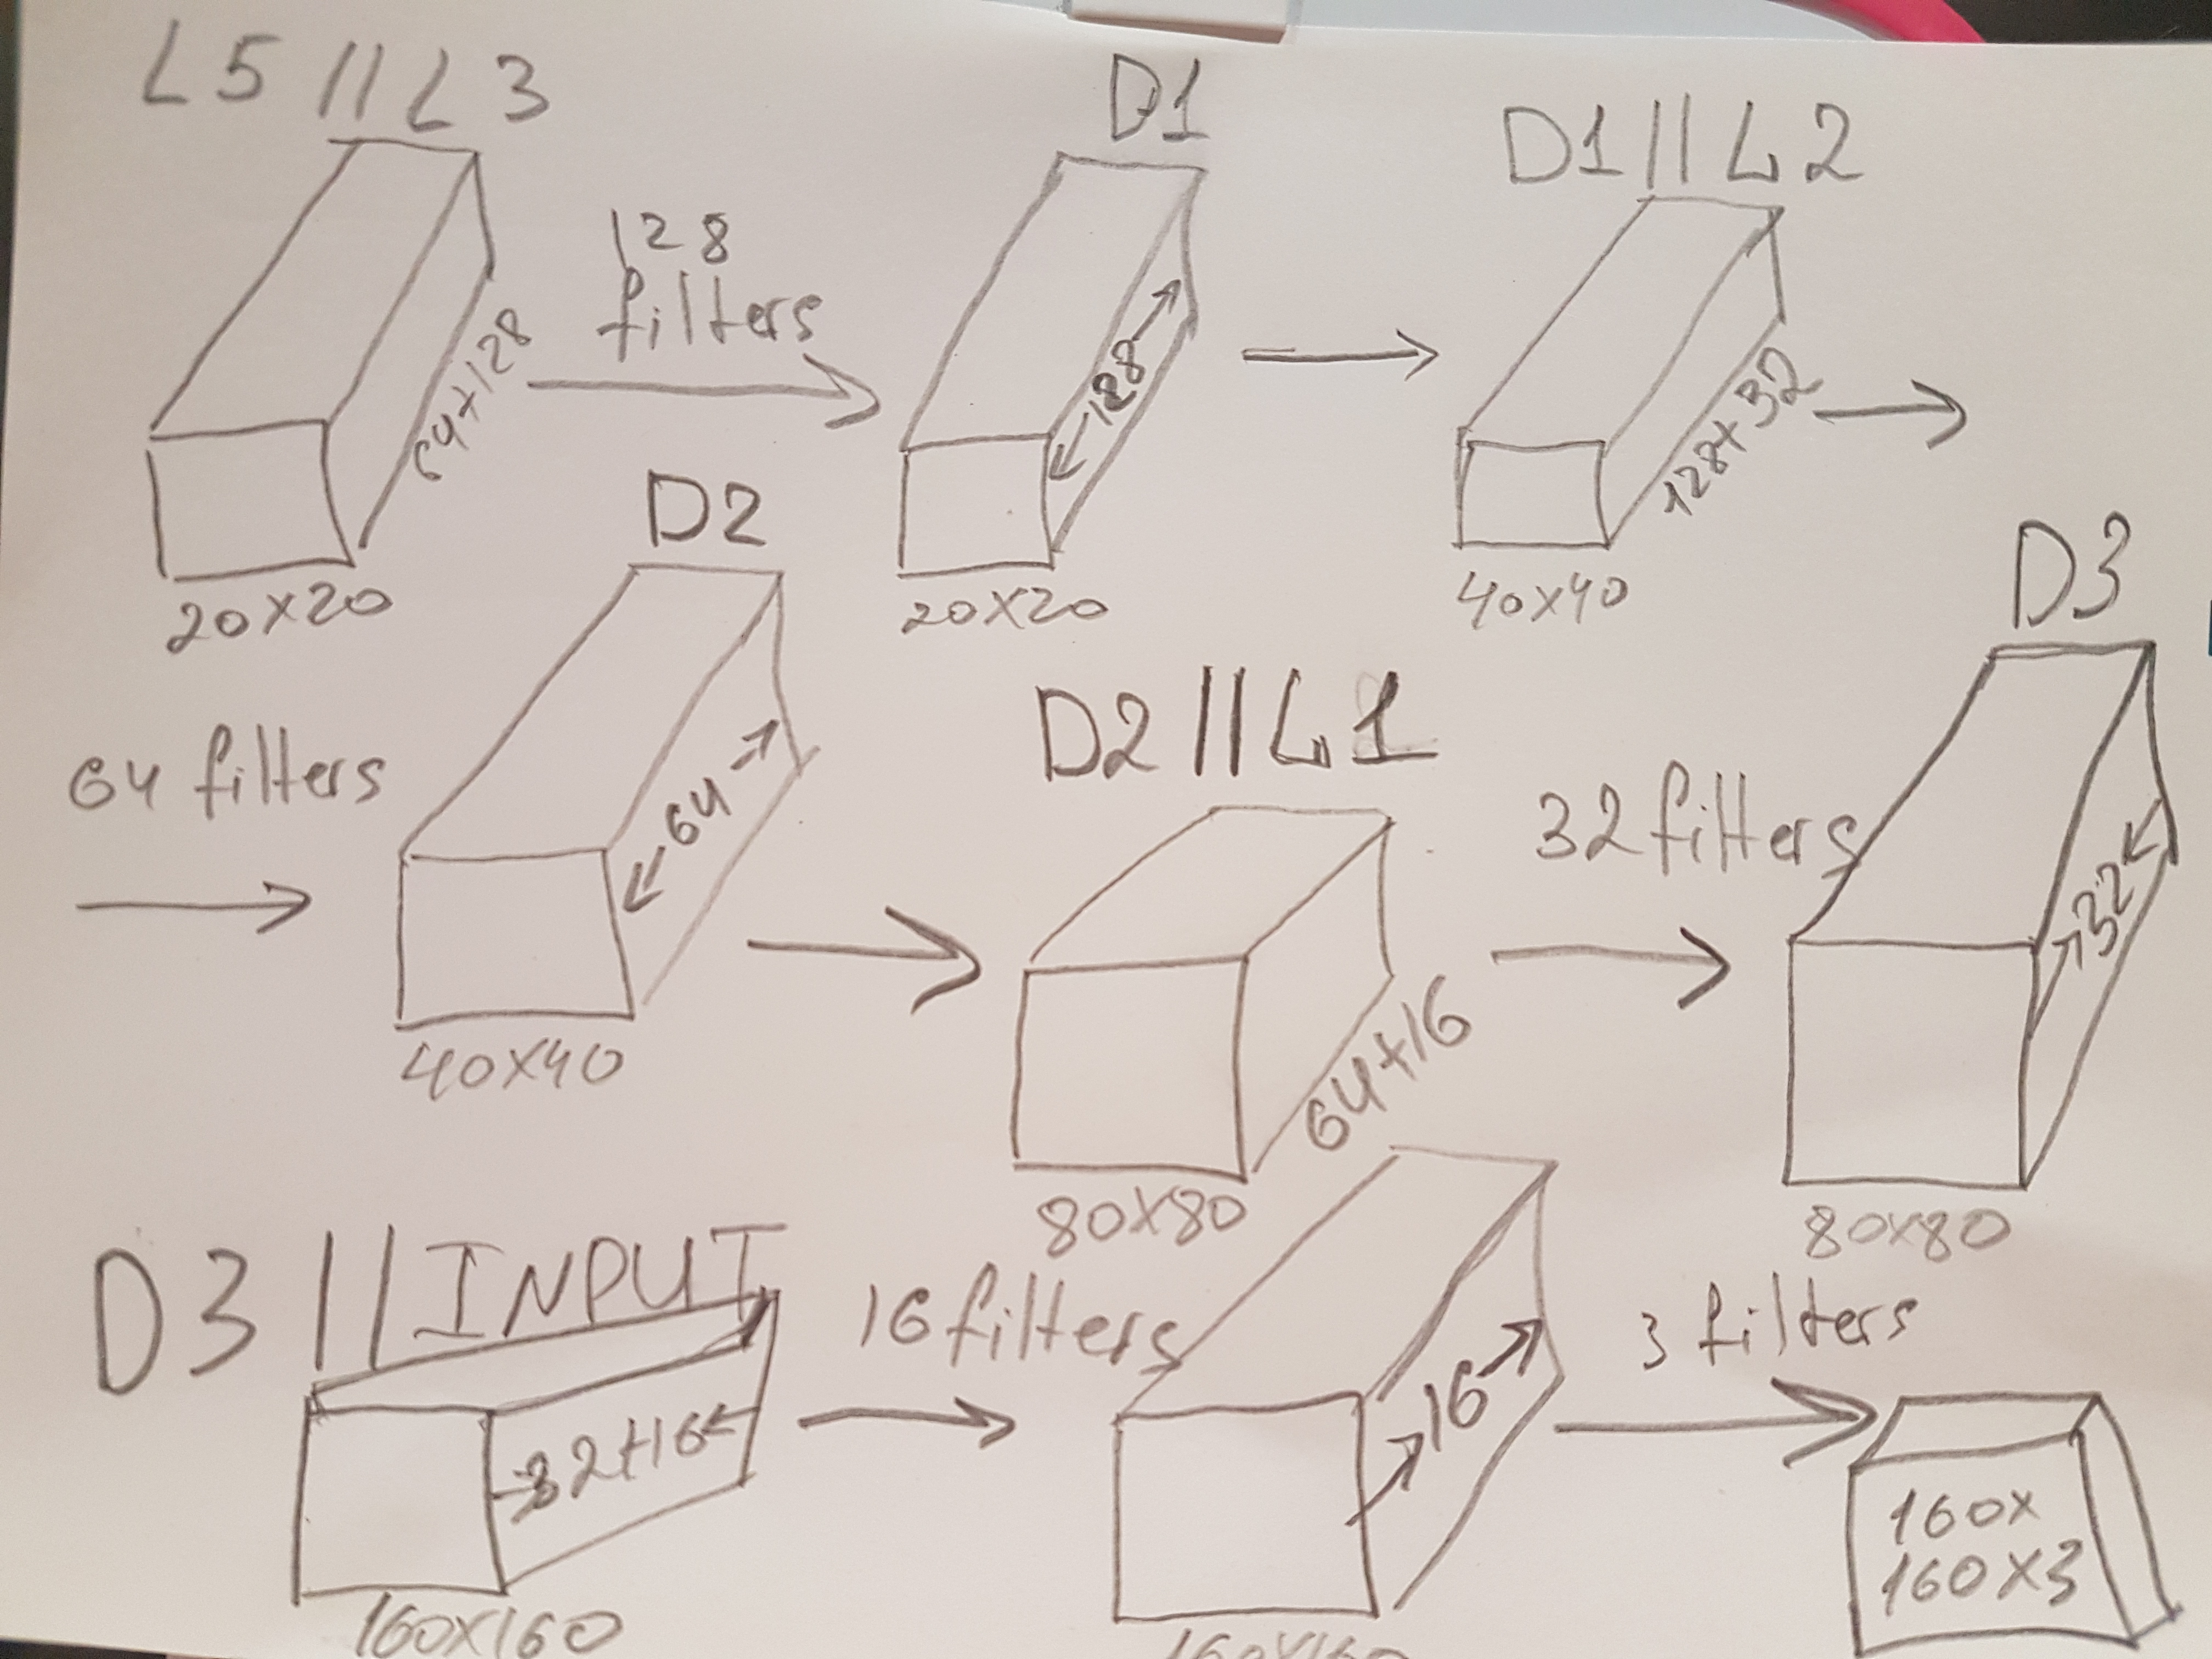 L5 || L3
D1
D1 || L2
128
filters
64+128
128
128+32
20x20
20x20
40x40
D2
D3
64 filters
64
D2 || L1
32 filters
32
40x40
64+16
80x80
80x80
D3 || INPUT
16 filters
3 filters
32+16
16
160x
160x3
160x160
160x160